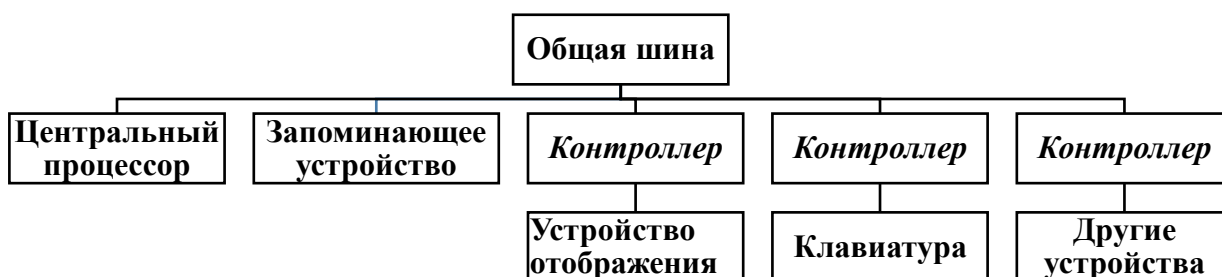 Общая шина
Центральный
процессор
Запоминающее
устройство
Контроллер
Контроллер
Контроллер
Устройство
отображения
Клавиатура
Другие
устройства